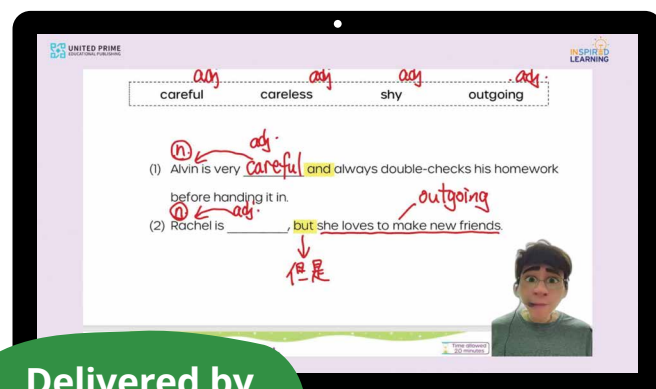 UNITED PRIME
EDUCATIONAL PUBLISHING
INSPIRED
LEARNING
adj adj adj adj.
careful careless shy outgoing
n. adj.
(1) Alvin is very careful and always double-checks his homework
before handing it in.
outgoing
n. adj.
(2) Rachel is __________, but she loves to make new friends.
但是
Time allowed
20 minutes
Delivered by